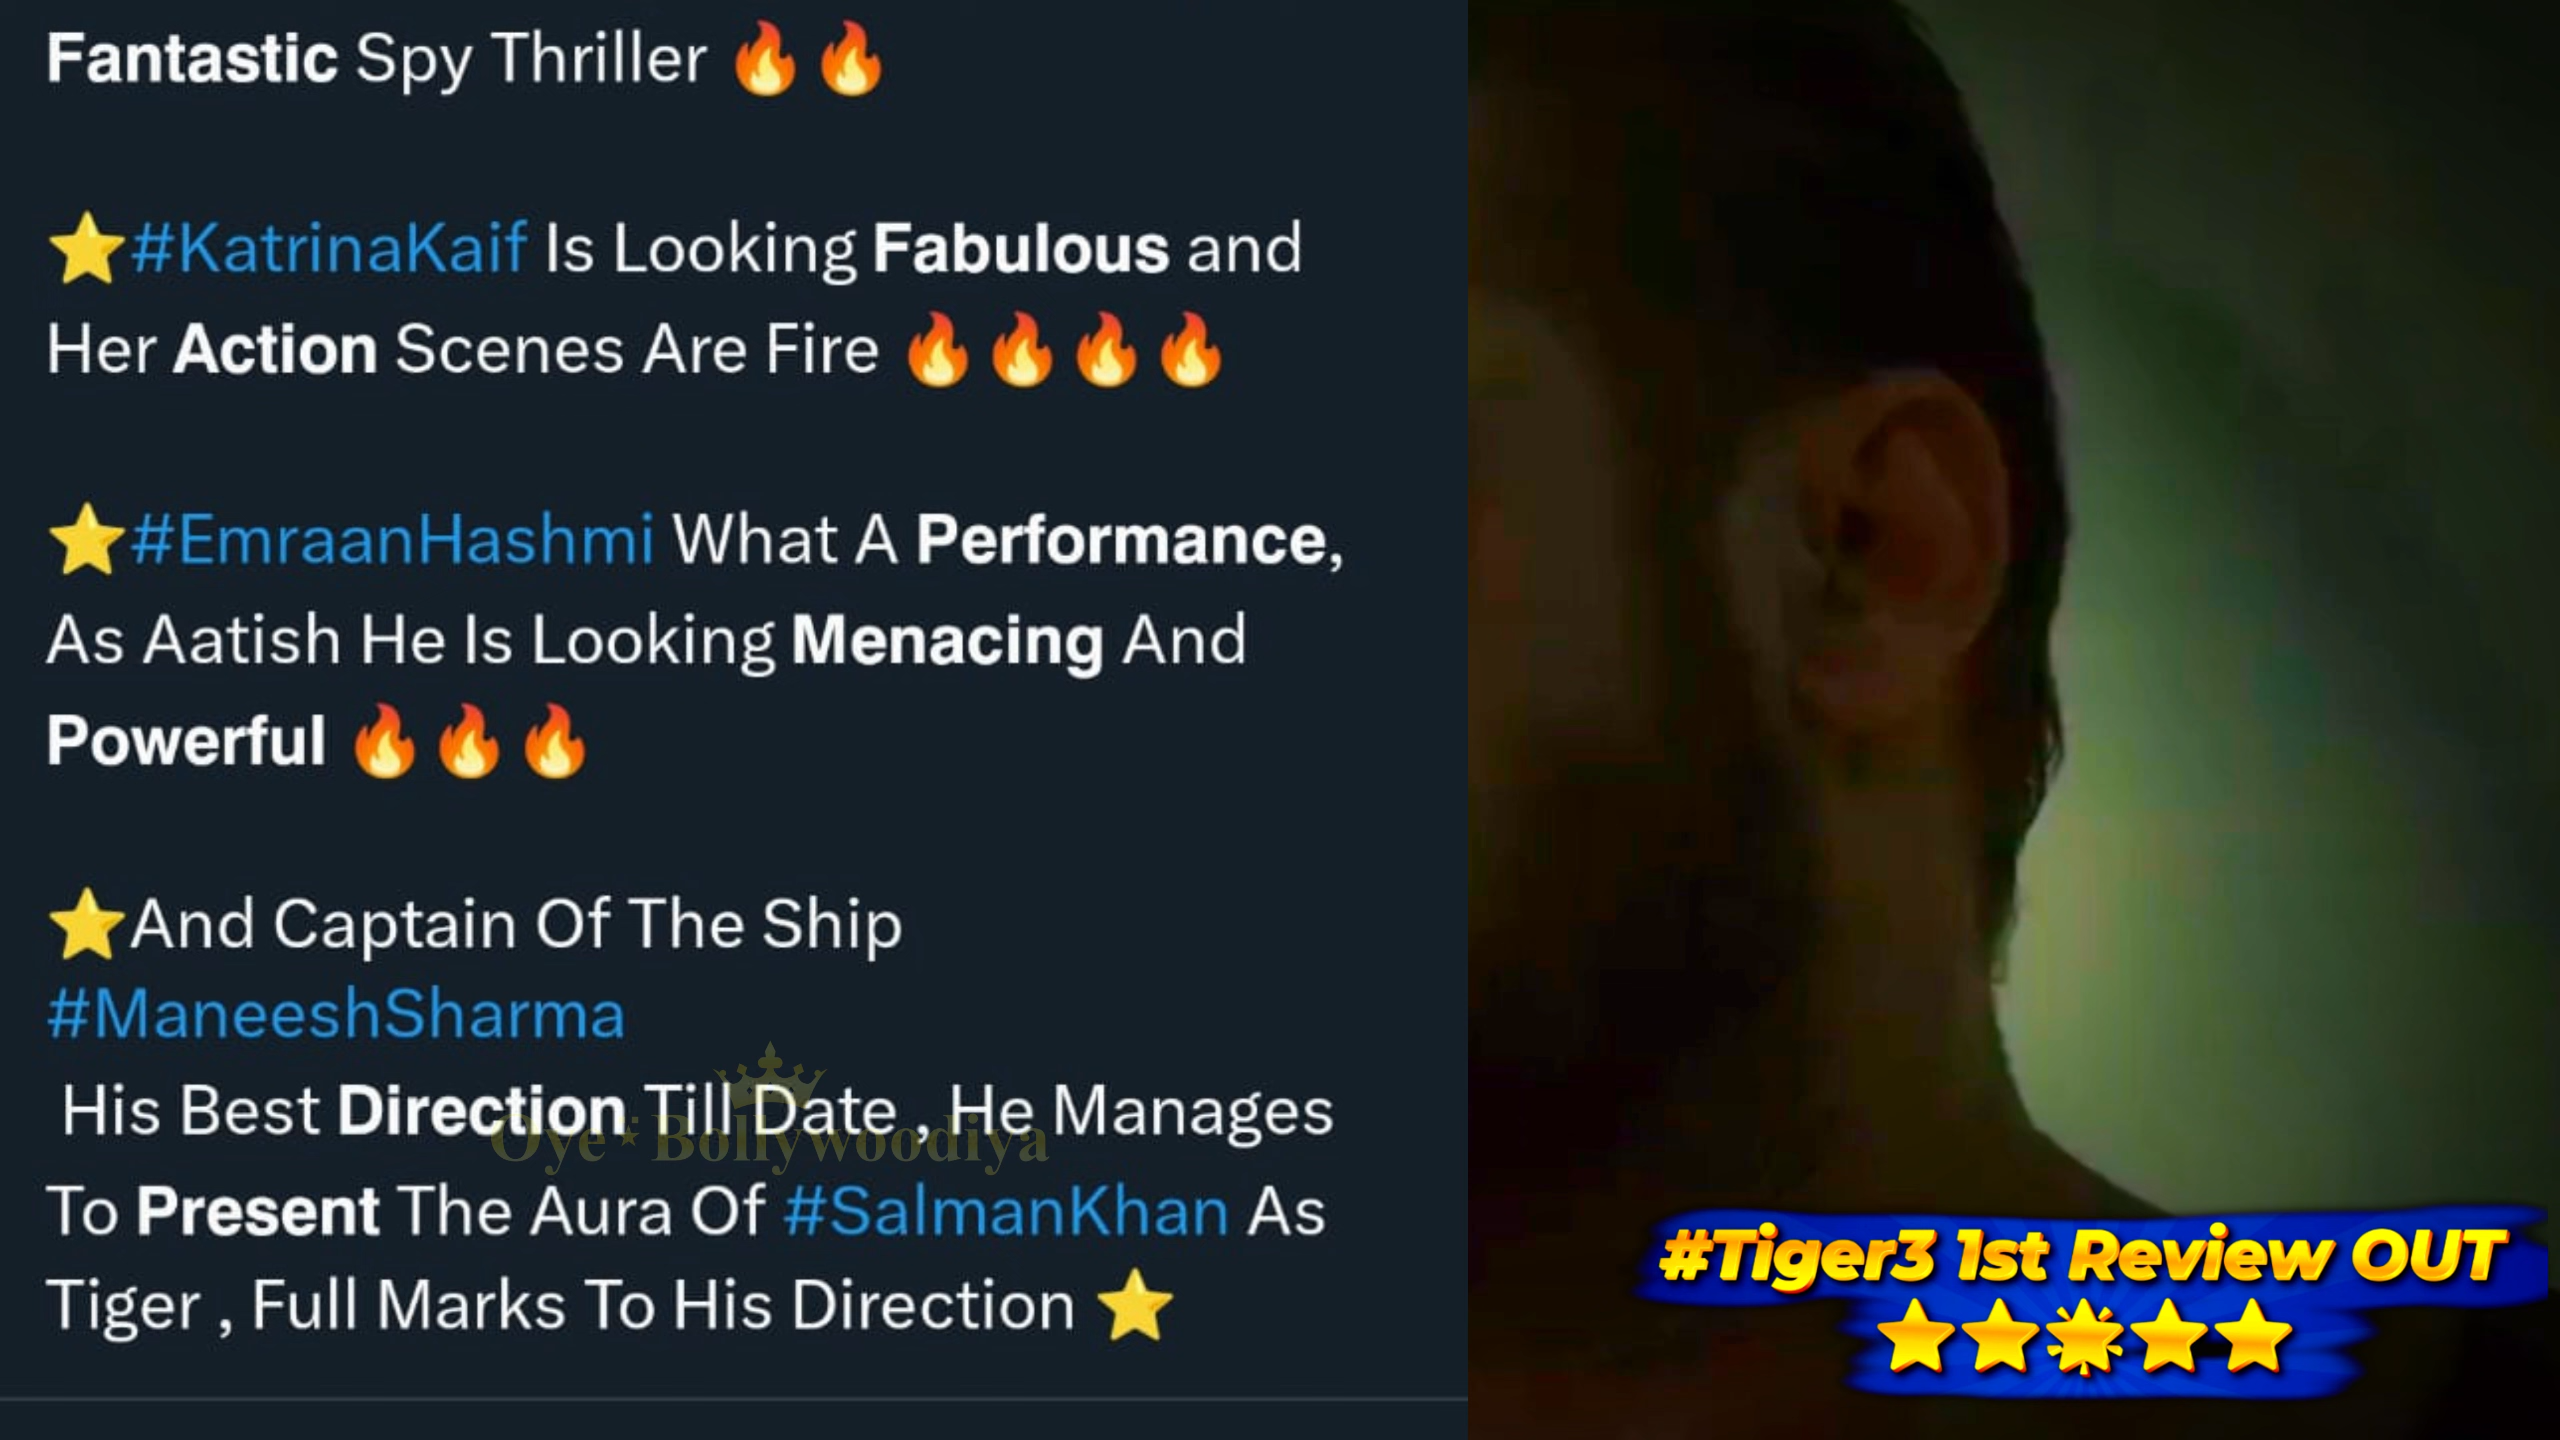 Fantastic Spy Thriller 🔥🔥
⭐#KatrinaKaif Is Looking Fabulous and
Her Action Scenes Are Fire 🔥🔥🔥🔥
⭐#EmraanHashmi What A Performance,
As Aatish He Is Looking Menacing And
Powerful 🔥🔥🔥
⭐And Captain Of The Ship
#ManeeshSharma
His Best Direction Till Date , He Manages
Oye Bollywoodiya
To Present The Aura Of #SalmanKhan As
Tiger , Full Marks To His Direction ⭐
#Tiger3 1st Review OUT